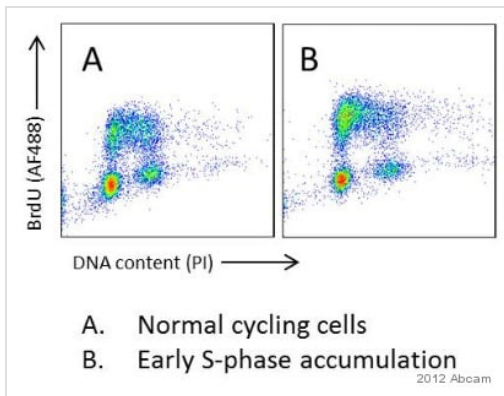 A
B
BrdU (AF488)
DNA content (PI)
A. Normal cycling cells
B. Early S-phase accumulation
2012 Abcam